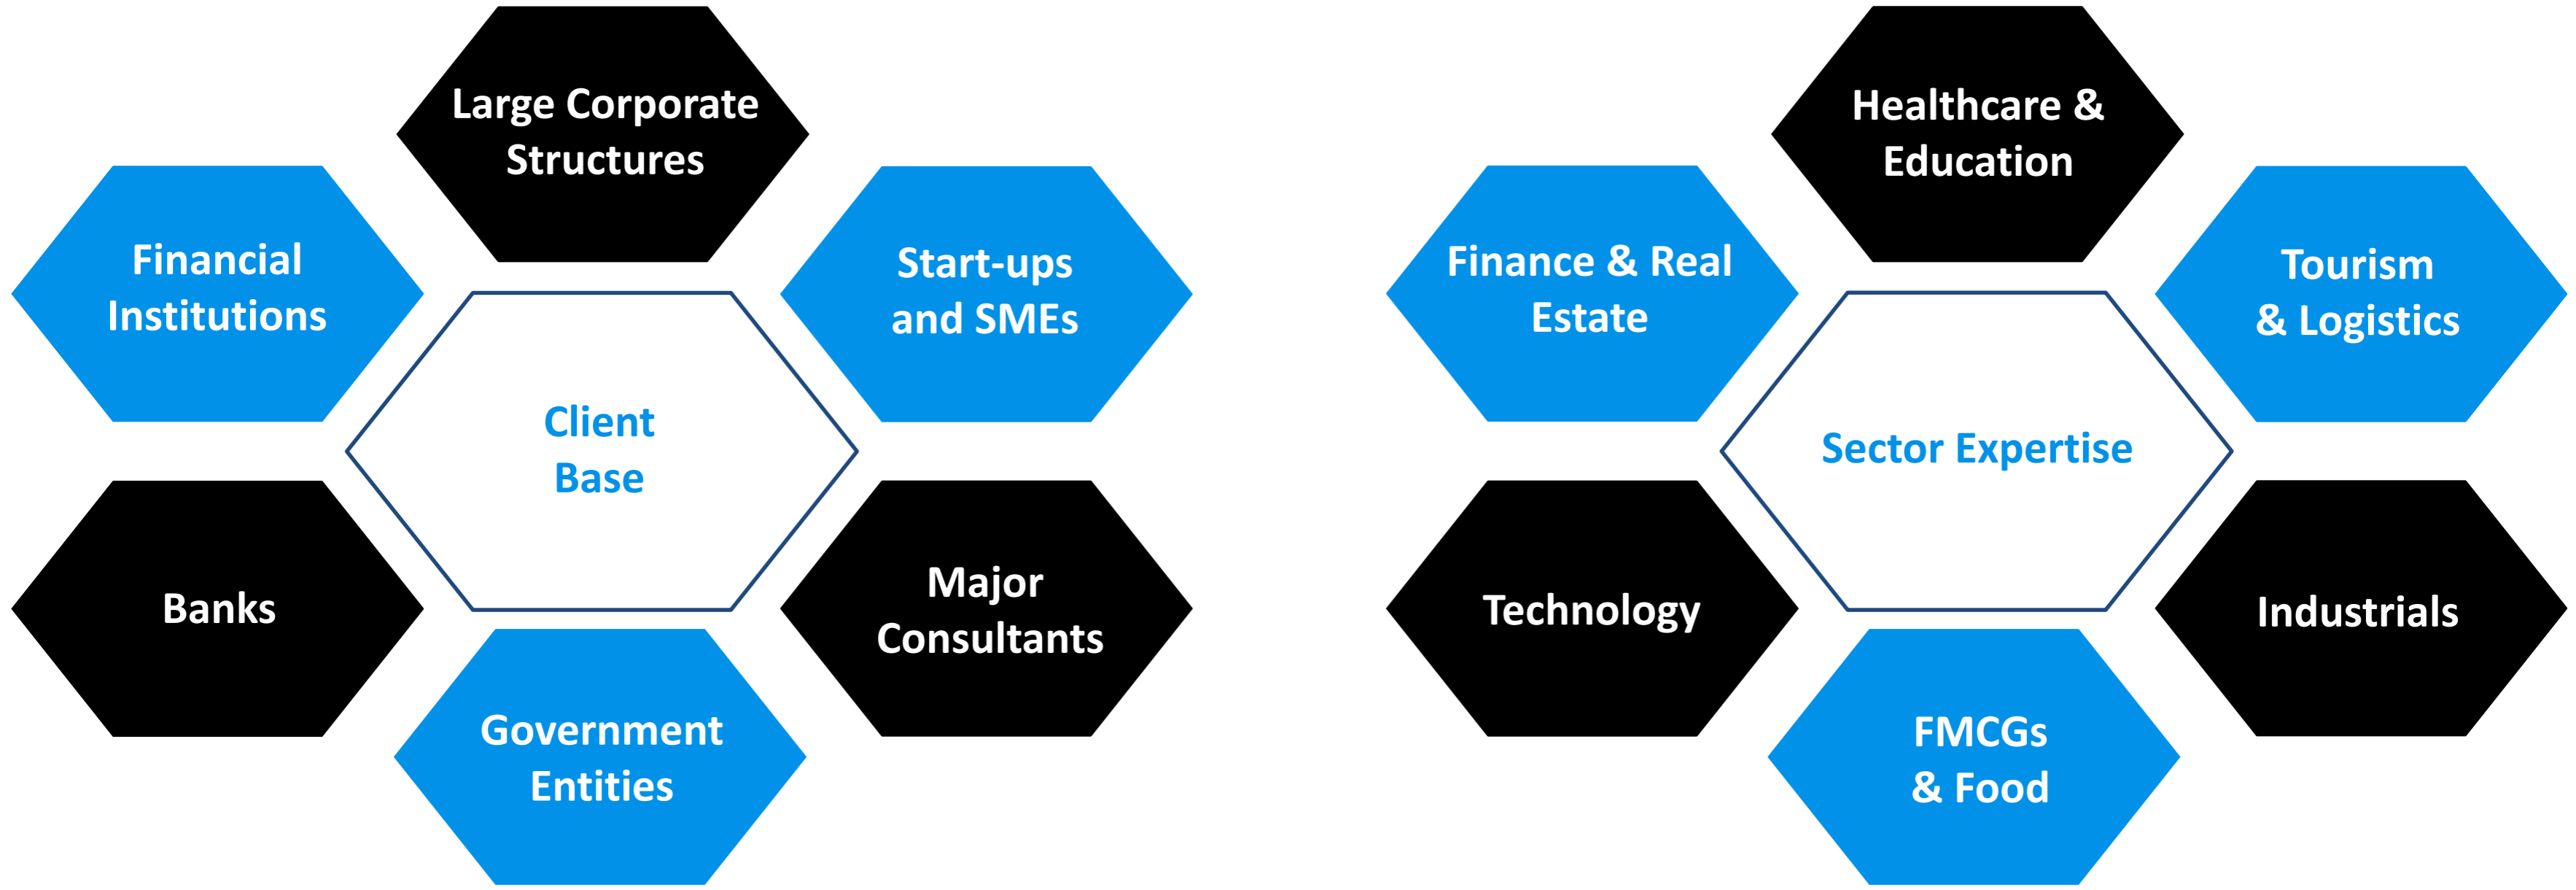 Large Corporate
Structures
Financial
Institutions
Start-ups
and SMEs
Client
Base
Banks
Major
Consultants
Government
Entities
Healthcare &
Education
Finance & Real
Estate
Tourism
& Logistics
Sector Expertise
Technology
Industrials
FMCGs
& Food